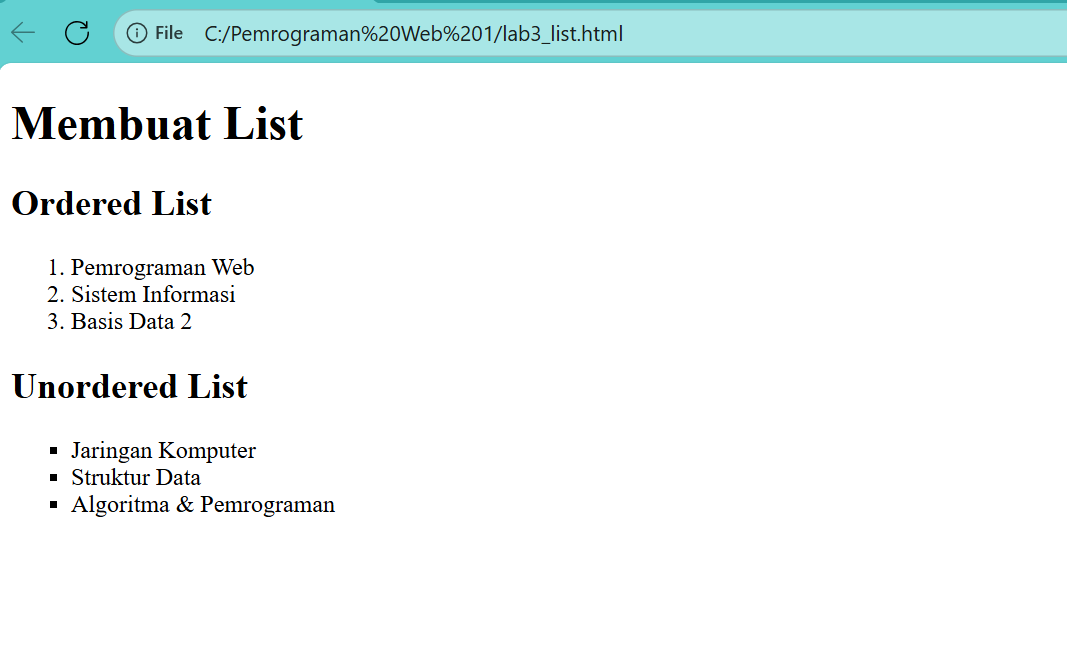 File C:/Pemrograman%20Web%201/lab3_list.html
Membuat List
Ordered List
1. Pemrograman Web
2. Sistem Informasi
3. Basis Data 2
Unordered List
▪ Jaringan Komputer
▪ Struktur Data
▪ Algoritma & Pemrograman